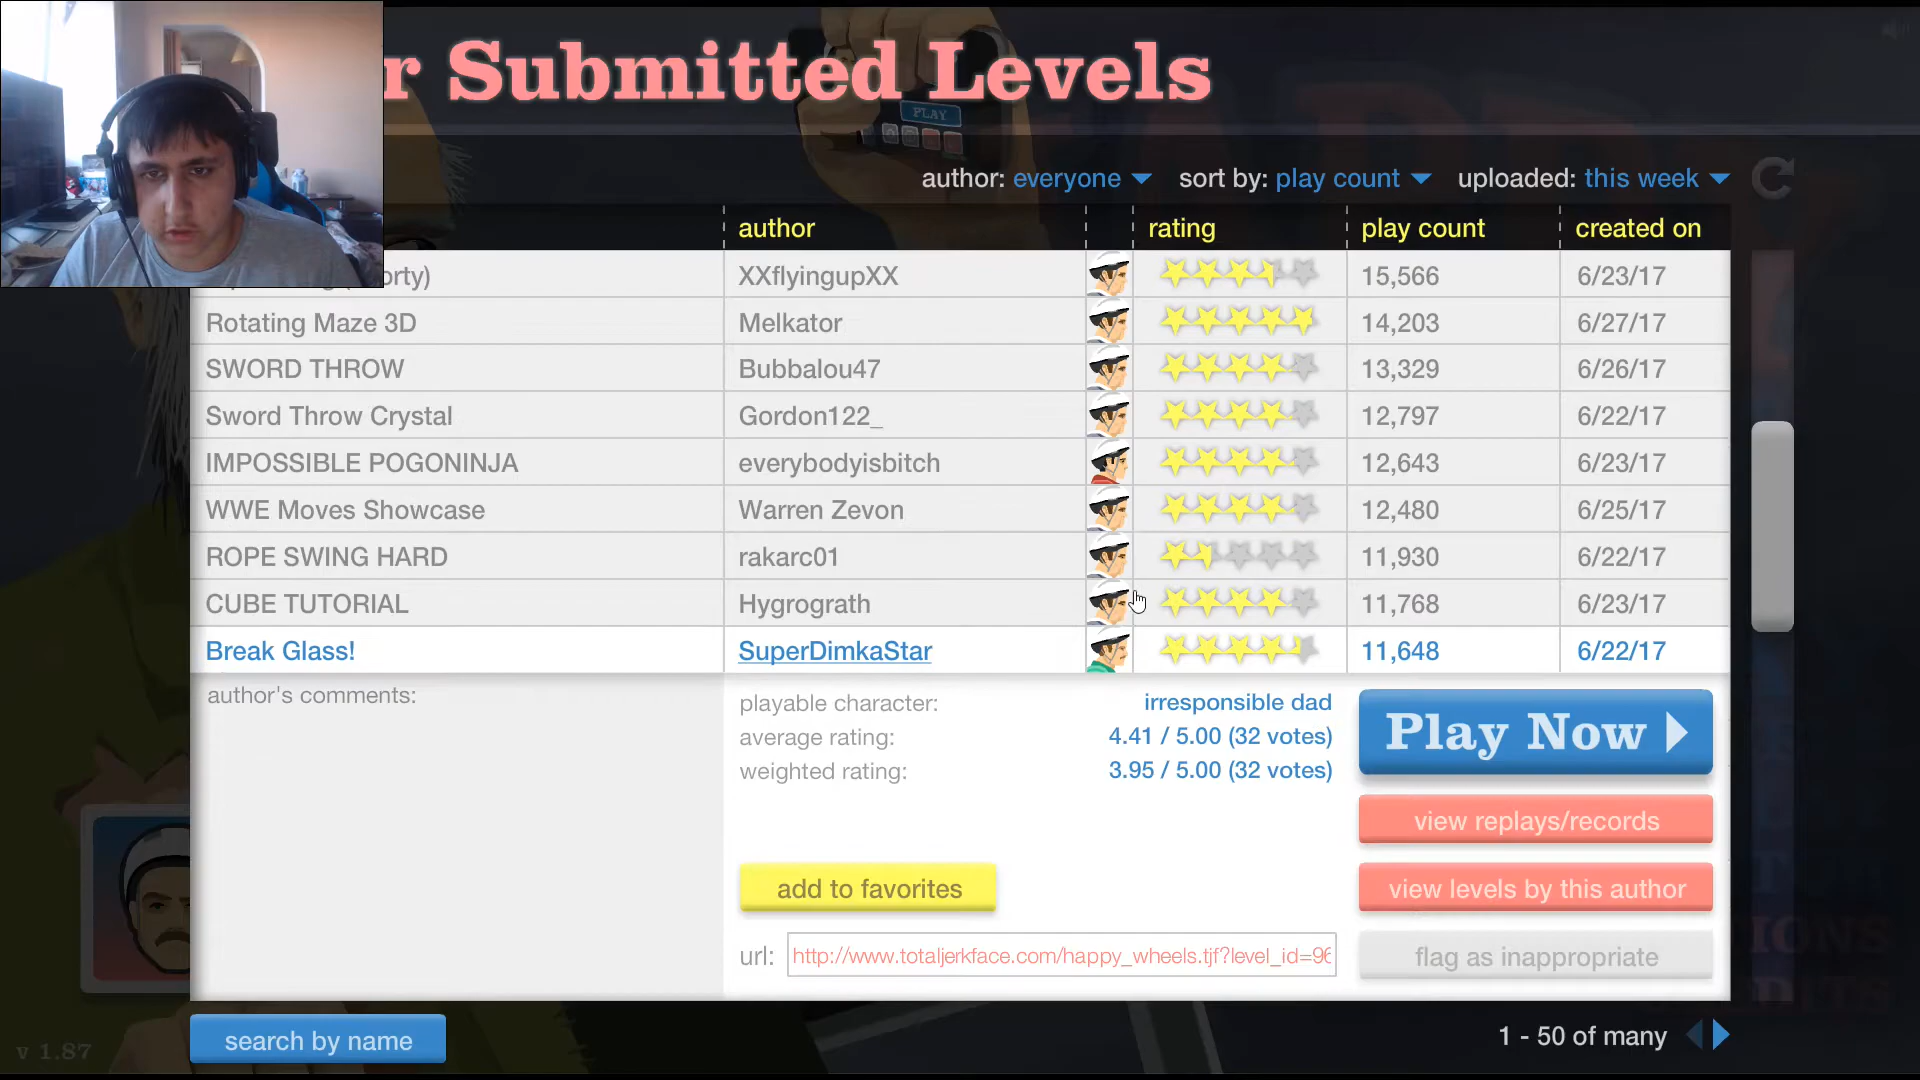 r Submitted Levels
PLAY
author: everyone sort by: play count uploaded: this week
author rating play count created on
orty) XXflyingupXX 15,566 6/23/17
Rotating Maze 3D Melkator 14,203 6/27/17
SWORD THROW Bubbalou47 13,329 6/26/17
Sword Throw Crystal Gordon122_ 12,797 6/22/17
IMPOSSIBLE POGONINJA everybodyisbitch 12,643 6/23/17
WWE Moves Showcase Warren Zevon 12,480 6/25/17
ROPE SWING HARD rakarc01 11,930 6/22/17
CUBE TUTORIAL Hygrograth 11,768 6/23/17
Break Glass! SuperDimkaStar 11,648 6/22/17
author's comments:
playable character: irresponsible dad
average rating: 4.41 / 5.00 (32 votes)
weighted rating: 3.95 / 5.00 (32 votes)
Play Now
view replays/records
add to favorites
view levels by this author
url: http://www.totaljerkface.com/happy_wheels.tjf?level_id=96
flag as inappropriate
search by name
1 - 50 of many
v 1.87